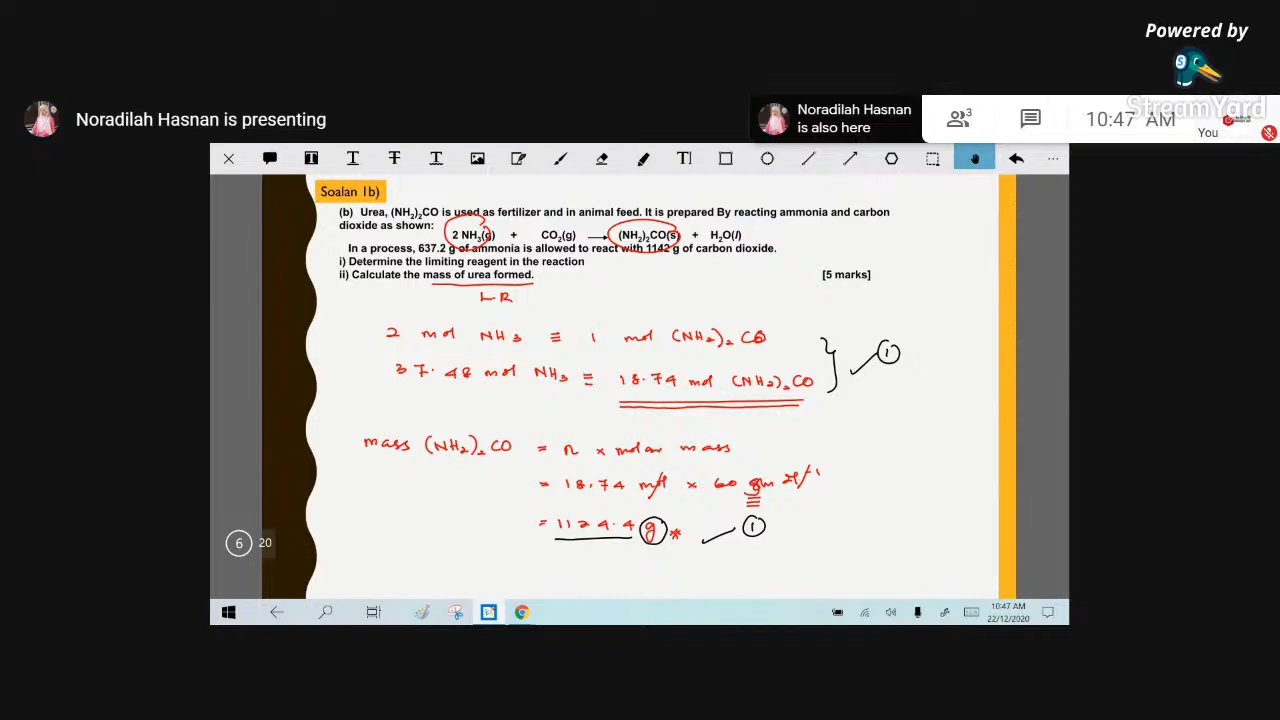 Powered by
StreamYard
Noradilah Hasnan is presenting
Noradilah Hasnan
is also here
3
10:47 AM
You
Soalan 1b)
(b) Urea, (NH₂)₂CO is used as fertilizer and in animal feed. It is prepared By reacting ammonia and carbon
dioxide as shown:
2 NH₃(g) + CO₂(g) → (NH₂)₂CO(s) + H₂O(l)
In a process, 637.2 g of ammonia is allowed to react with 1142 g of carbon dioxide.
i) Determine the limiting reagent in the reaction
ii) Calculate the mass of urea formed. [5 marks]
L.R
2 mol NH₃ ≡ 1 mol (NH₂)₂CO
37.48 mol NH₃ ≡ 18.74 mol (NH₂)₂CO
1
mass (NH₂)₂CO = n × molar mass
= 18.74 mol × 60 g
= 1124.4 g *
1
6 20
10:47 AM
22/12/2020